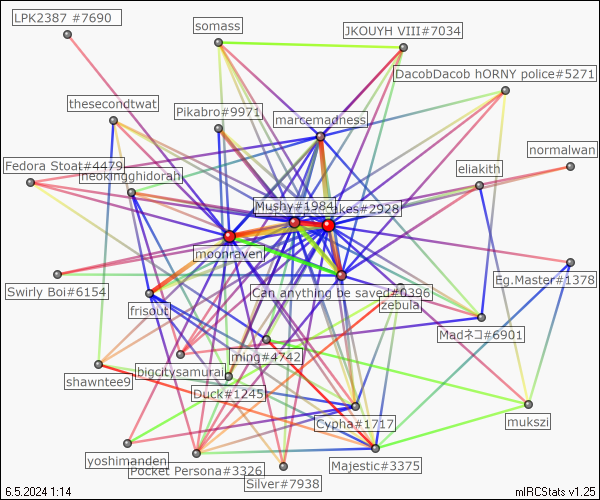 LPK2387 #7690
somass
JKOUYH VIII#7034
DacobDacob hORNY police#5271
thesecondtwat
Pikabro#9971
marcemadness
normalwan
Fedora Stoat#4479
neokingghidorah
eliakith
Mushy#1984
ikes#2928
moonraven
Swirly Boi#6154
Can anything be saved#0396
Eg.Master#1378
frisout
zebula
Madネコ#6901
ming#4742
bigcitysamurai
shawntee9
Duck#1245
Cypha#1717
mukszi
yoshimanden
Pocket Persona#3326
Majestic#3375
Silver#7938
6.5.2024 1:14
mIRCStats v1.25